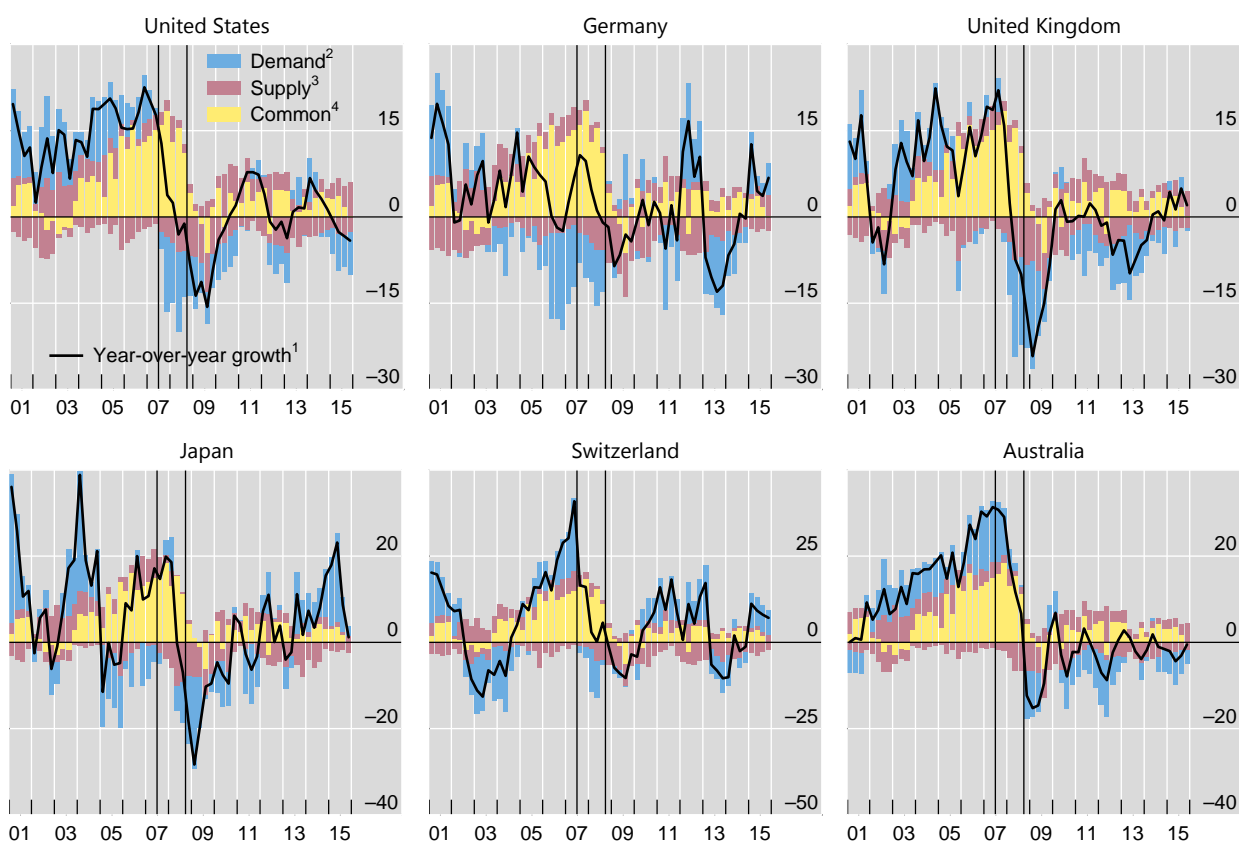 United States
Germany
United Kingdom
Demand²
Supply³
Common⁴
15
0
–15
–30
Year-over-year growth¹
01 03 05 07 09 11 13 15
15
0
–15
–30
01 03 05 07 09 11 13 15
15
0
–15
–30
01 03 05 07 09 11 13 15
Japan
Switzerland
Australia
20
0
–20
–40
01 03 05 07 09 11 13 15
25
0
–25
–50
01 03 05 07 09 11 13 15
20
0
–20
–40
01 03 05 07 09 11 13 15